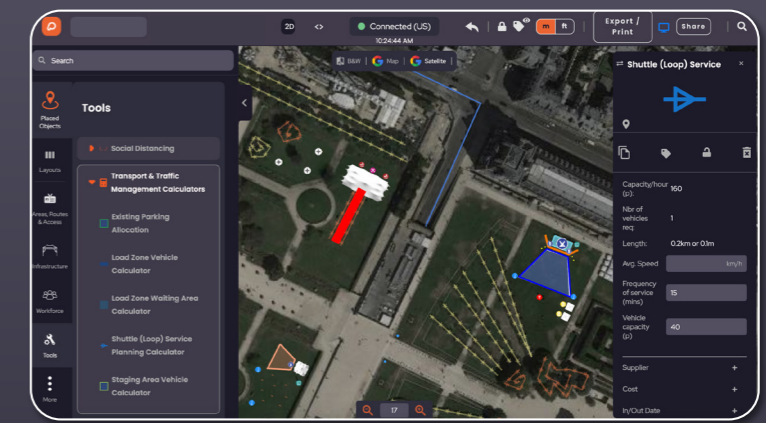 2D
<>
Connected (US)
m
ft
Export /
Print
Share
10:24:44 AM
Search
B&W
Map
Satellite
Shuttle (Loop) Service
×
Placed
Objects
Layouts
Areas, Routes
& Access
Infrastructure
Workforce
Tools
More
Tools
Social Distancing
Transport & Traffic
Management Calculators
Existing Parking
Allocation
Load Zone Vehicle
Calculator
Load Zone Waiting Area
Calculator
Shuttle (Loop) Service
Planning Calculator
Staging Area Vehicle
Calculator
17
Capacity/hour
(p):
160
Nbr of
vehicles
req:
1
Length:
0.2km or 0.1m
Avg. Speed
km/h
Frequency
of service
(mins)
15
Vehicle
capacity
(p)
40
Supplier +
Cost +
In/Out Date +